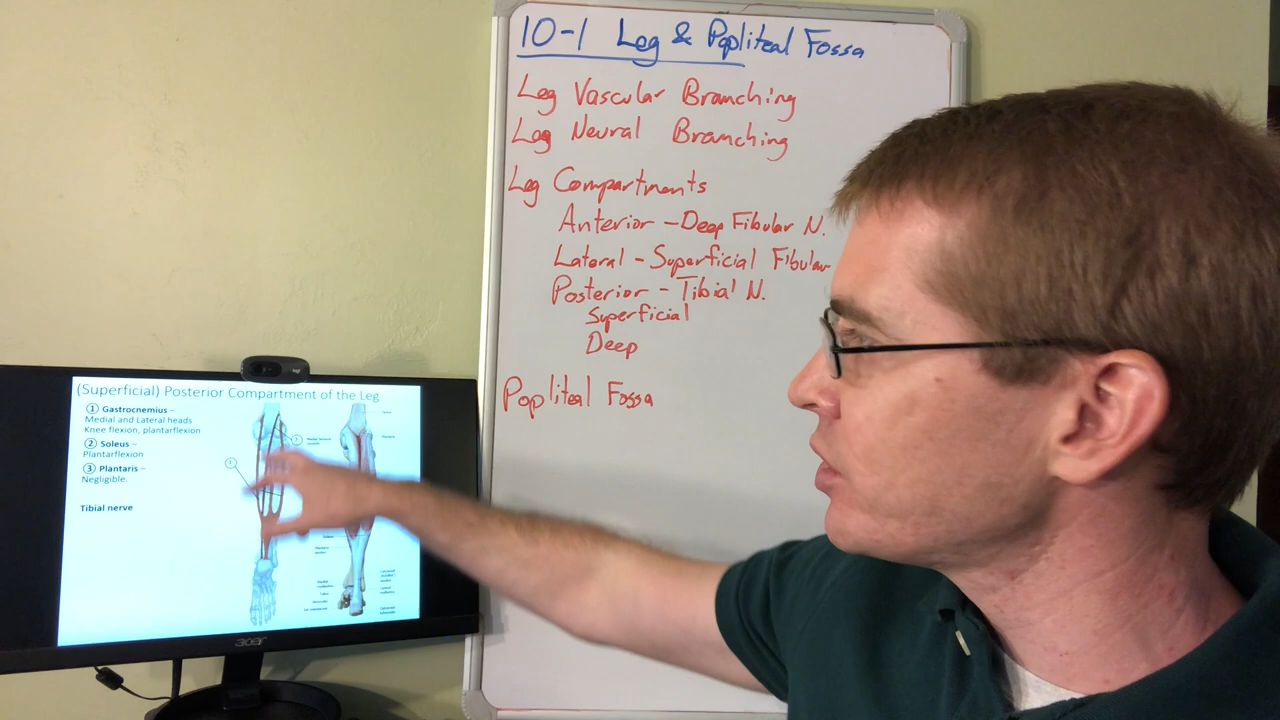 10-1 Leg & Popliteal Fossa
Leg Vascular Branching
Leg Neural Branching
Leg Compartments
Anterior - Deep Fibular N.
Lateral - Superficial Fibular
Posterior - Tibial N.
Superficial
Deep
Popliteal Fossa
(Superficial) Posterior Compartment of the Leg
1 Gastrocnemius –
Medial and Lateral heads
Knee flexion, plantarflexion
2 Soleus –
Plantarflexion
3 Plantaris –
Negligible.
Tibial nerve
acer